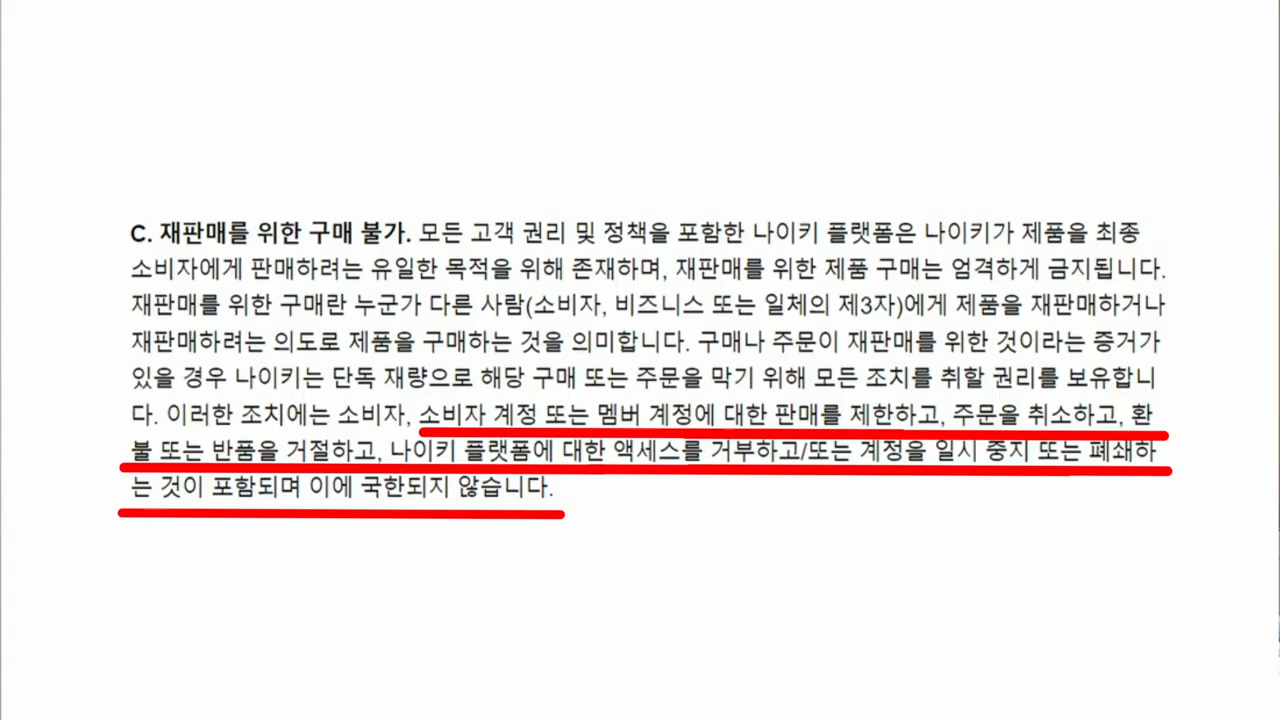 C. 재판매를 위한 구매 불가. 모든 고객 권리 및 정책을 포함한 나이키 플랫폼은 나이키가 제품을 최종
소비자에게 판매하려는 유일한 목적을 위해 존재하며, 재판매를 위한 제품 구매는 엄격하게 금지됩니다.
재판매를 위한 구매란 누군가 다른 사람(소비자, 비즈니스 또는 일체의 제3자)에게 제품을 재판매하거나
재판매하려는 의도로 제품을 구매하는 것을 의미합니다. 구매나 주문이 재판매를 위한 것이라는 증거가
있을 경우 나이키는 단독 재량으로 해당 구매 또는 주문을 막기 위해 모든 조치를 취할 권리를 보유합니
다. 이러한 조치에는 소비자, 소비자 계정 또는 멤버 계정에 대한 판매를 제한하고, 주문을 취소하고, 환
불 또는 반품을 거절하고, 나이키 플랫폼에 대한 액세스를 거부하고/또는 계정을 일시 중지 또는 폐쇄하
는 것이 포함되며 이에 국한되지 않습니다.